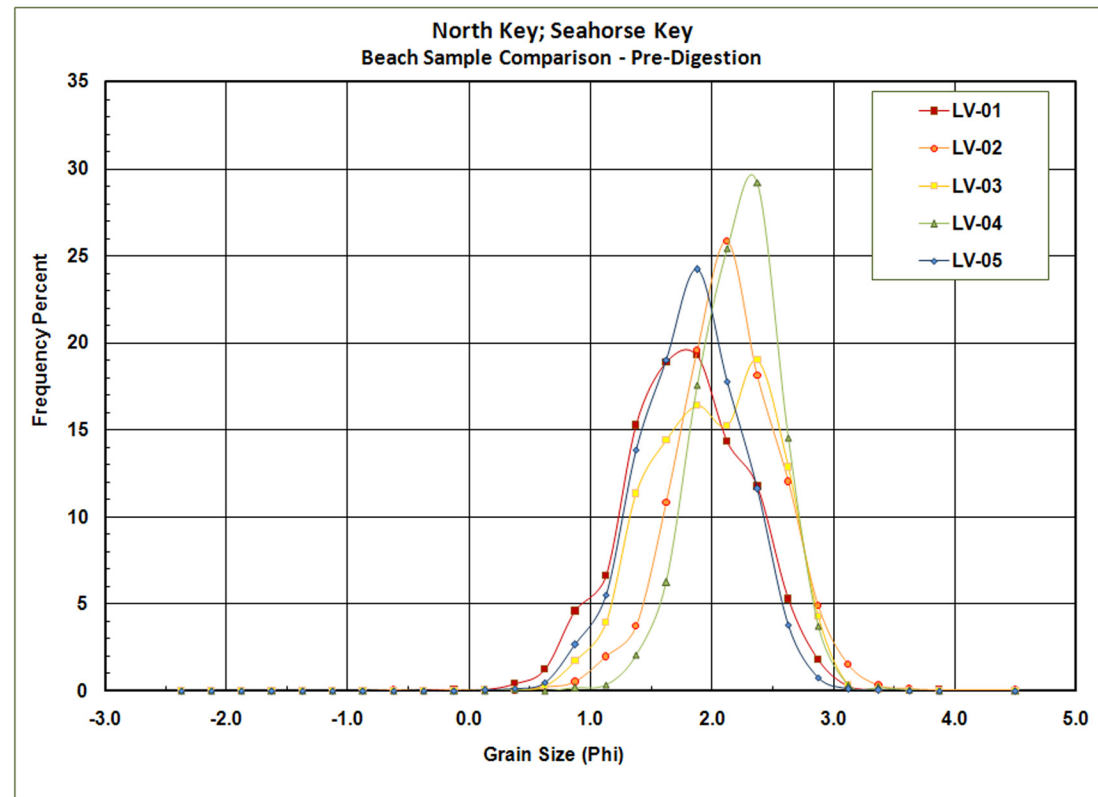 North Key; Seahorse Key
Beach Sample Comparison - Pre-Digestion
35
30
25
20
15
10
5
0
Frequency Percent
LV-01
LV-02
LV-03
LV-04
LV-05
-3.0 -2.0 -1.0 0.0 1.0 2.0 3.0 4.0 5.0
Grain Size (Phi)